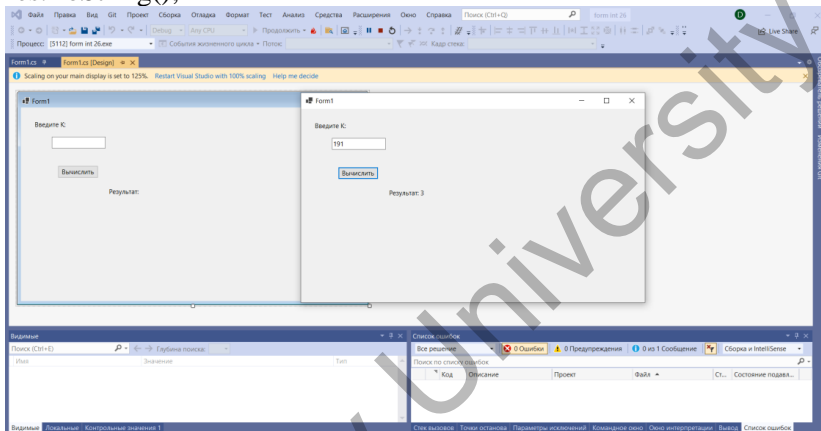 Файл Правка Вид Git Проект Сборка Отладка Формат Тест Анализ Средства Расширения Окно Справка Поиск (Ctrl+Q) form int 26
Debug Any CPU Продолжить Live Share
Процесс: [5112] form int 26.exe События жизненного цикла Поток: Кадр стека:
Form1.cs Form1.cs [Design]
Scaling on your main display is set to 125%. Restart Visual Studio with 100% scaling Help me decide
Form1
Введите K:
Вычислить
Результат:
Form1
Введите K:
191
Вычислить
Результат: 3
Видимые
Поиск (Ctrl+E) Глубина поиска:
Имя Значение Тип
Видимые Локальные Контрольные значения 1
Список ошибок
Все решение 0 Ошибки 0 Предупреждения 0 из 1 Сообщение Сборка и IntelliSense
Поиск по списку ошибок
Код Описание Проект Файл Ст... Состояние подавл...
Стек вызовов Точки останова Параметры исключений Командное окно Окно интерпретации Вывод Список ошибок